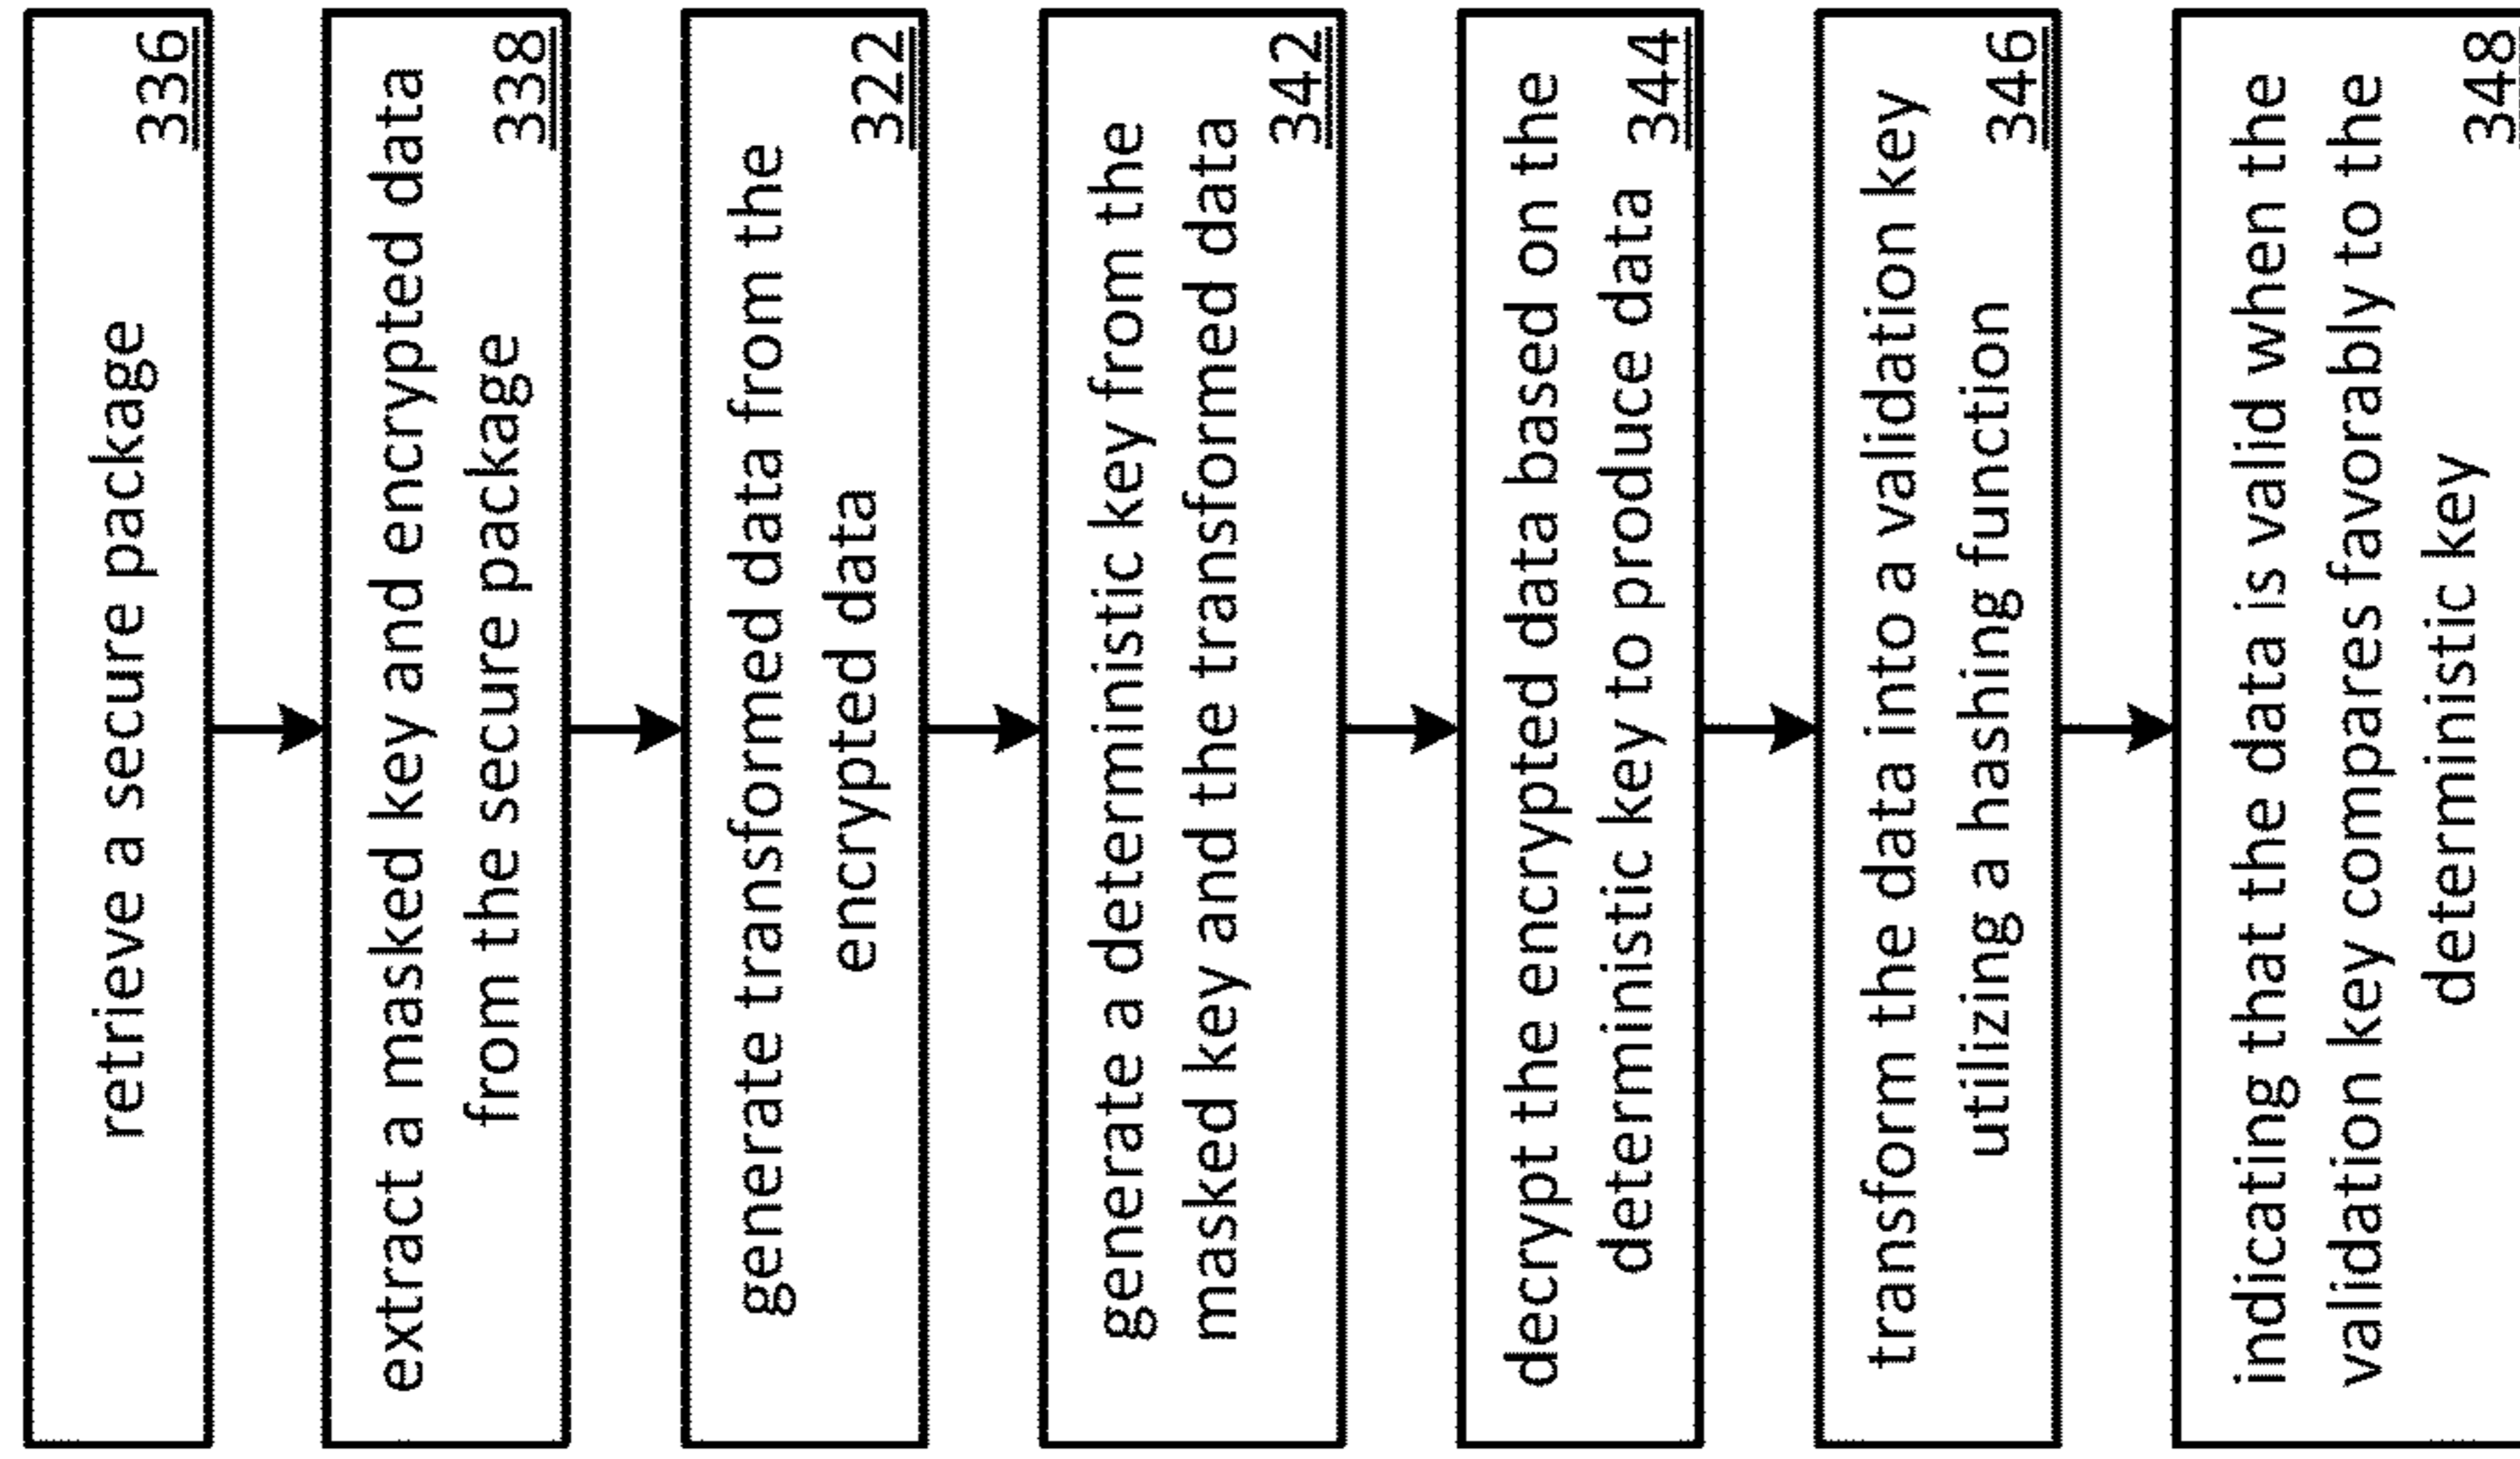 retrieve a secure package
336
extract a masked key and encrypted data
from the secure package
338
generate transformed data from the
encrypted data
322
generate a deterministic key from the
masked key and the transformed data
342
decrypt the encrypted data based on the
deterministic key to produce data
344
transform the data into a validation key
utilizing a hashing function
346
indicating that the data is valid when the
validation key compares favorably to the
deterministic key
348